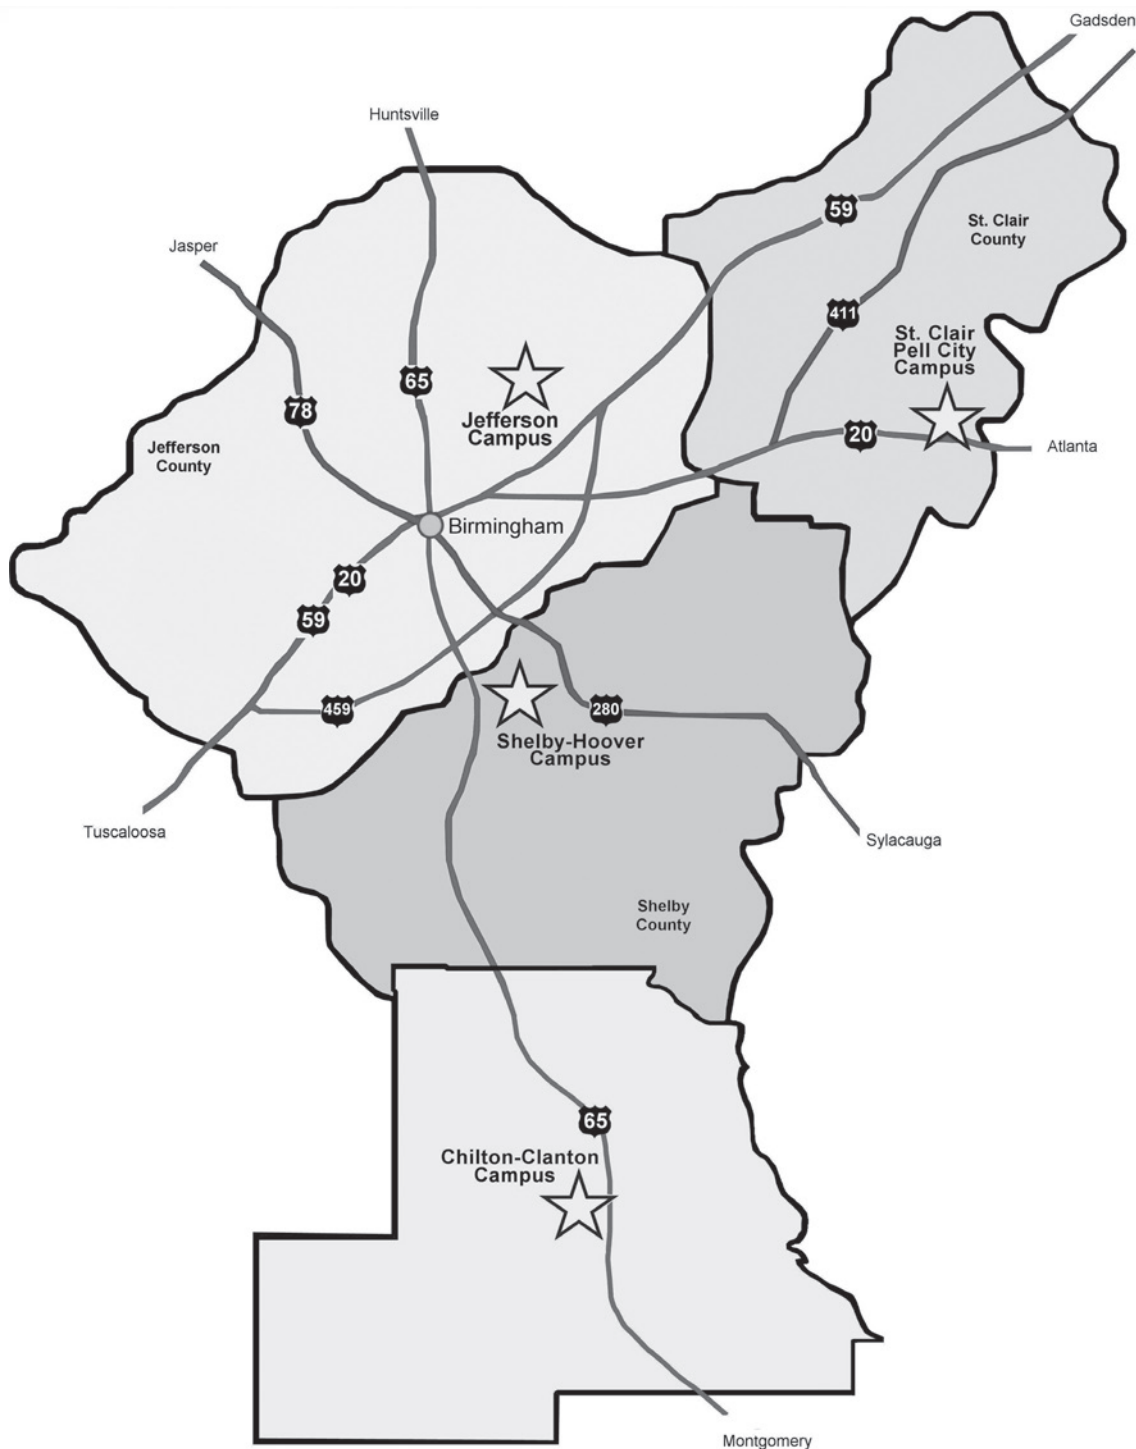 Gadsden
Huntsville
59
St. Clair
County
Jasper
411
St. Clair
Pell City
Campus
65
78
Jefferson
Campus
20
Atlanta
Jefferson
County
Birmingham
20
59
459
280
Shelby-Hoover
Campus
Tuscaloosa
Sylacauga
Shelby
County
65
Chilton-Clanton
Campus
Montgomery